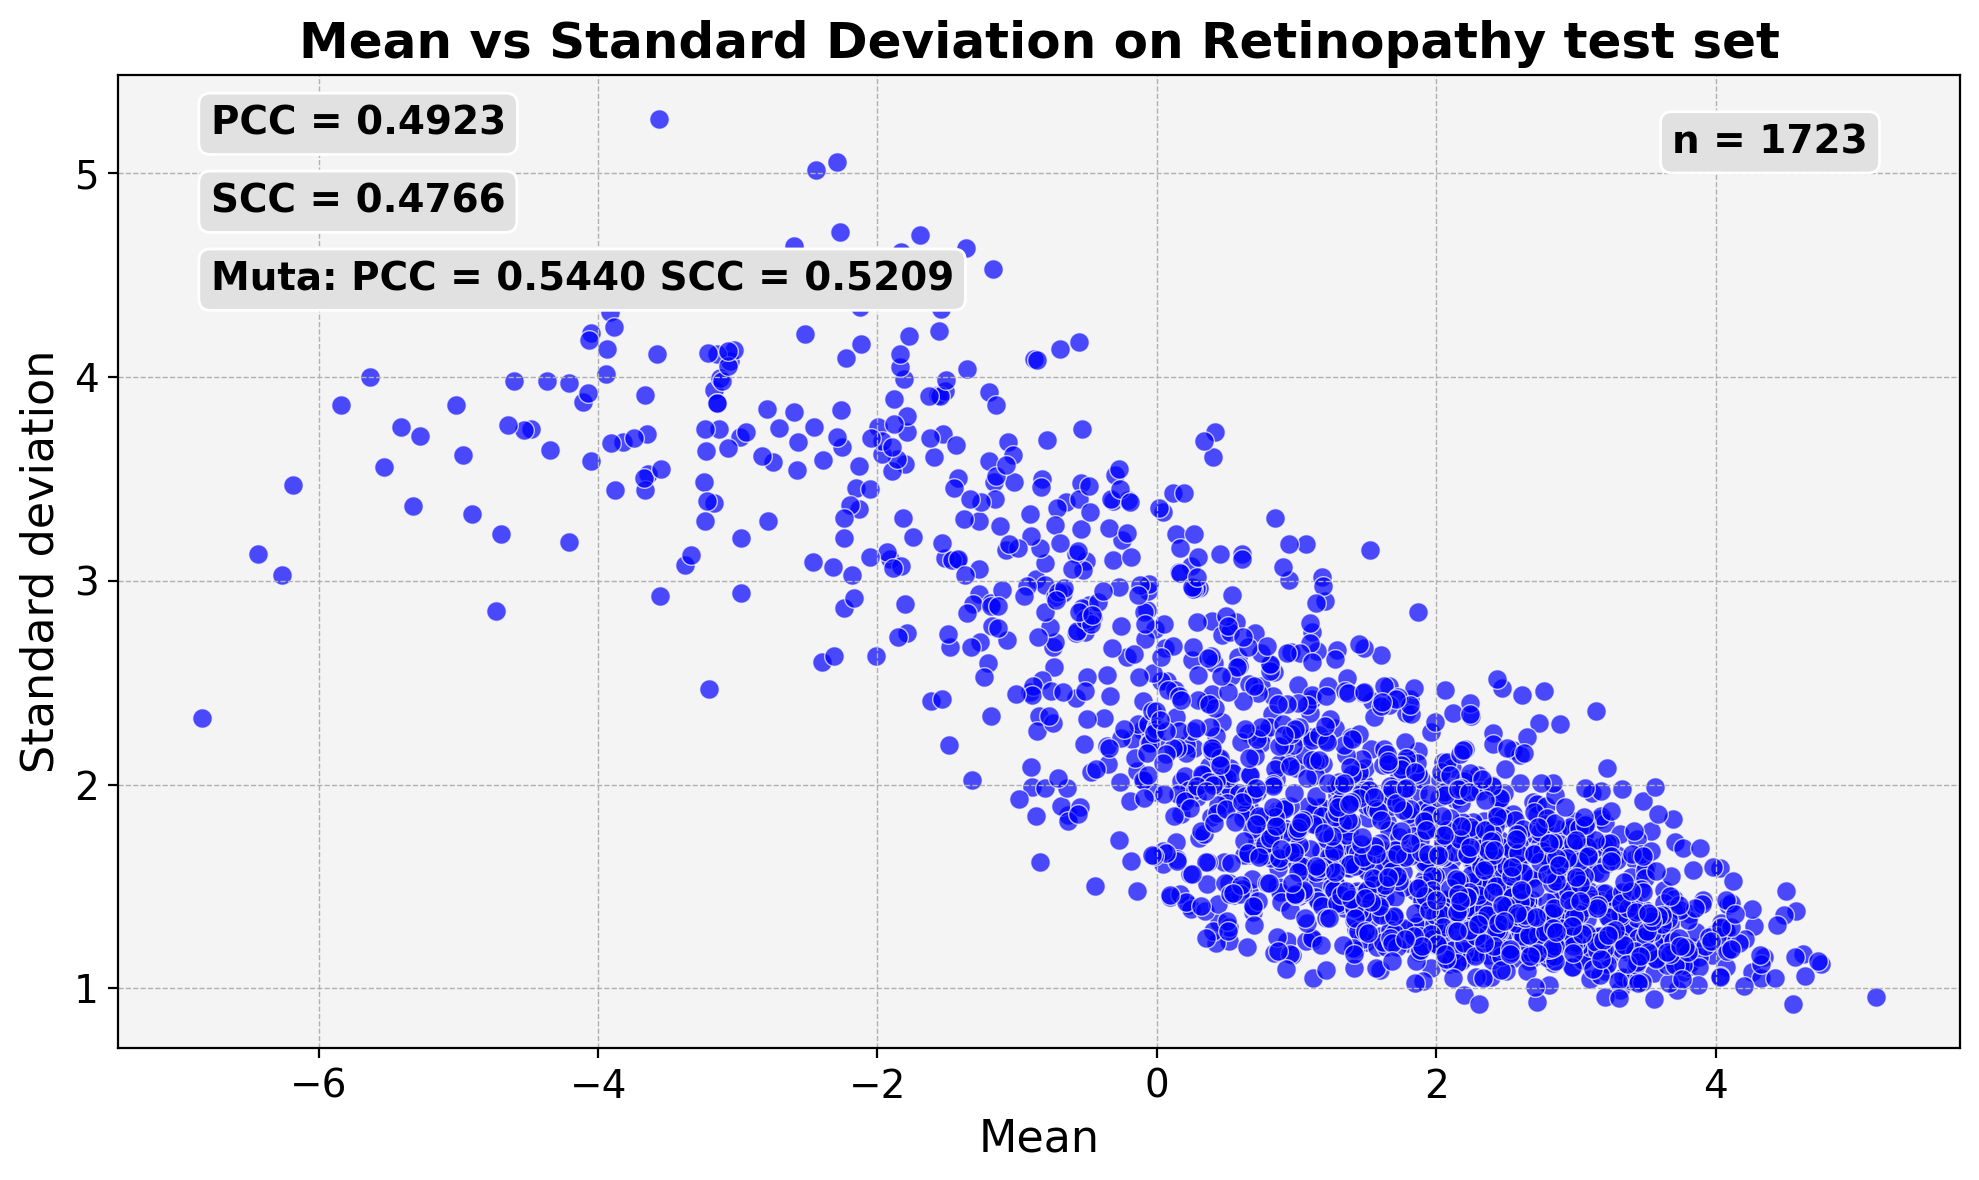 Mean vs Standard Deviation on Retinopathy test set
PCC = 0.4923
n = 1723
SCC = 0.4766
Muta: PCC = 0.5440 SCC = 0.5209
Standard deviation
5
4
3
2
1
−6 −4 −2 0 2 4
Mean